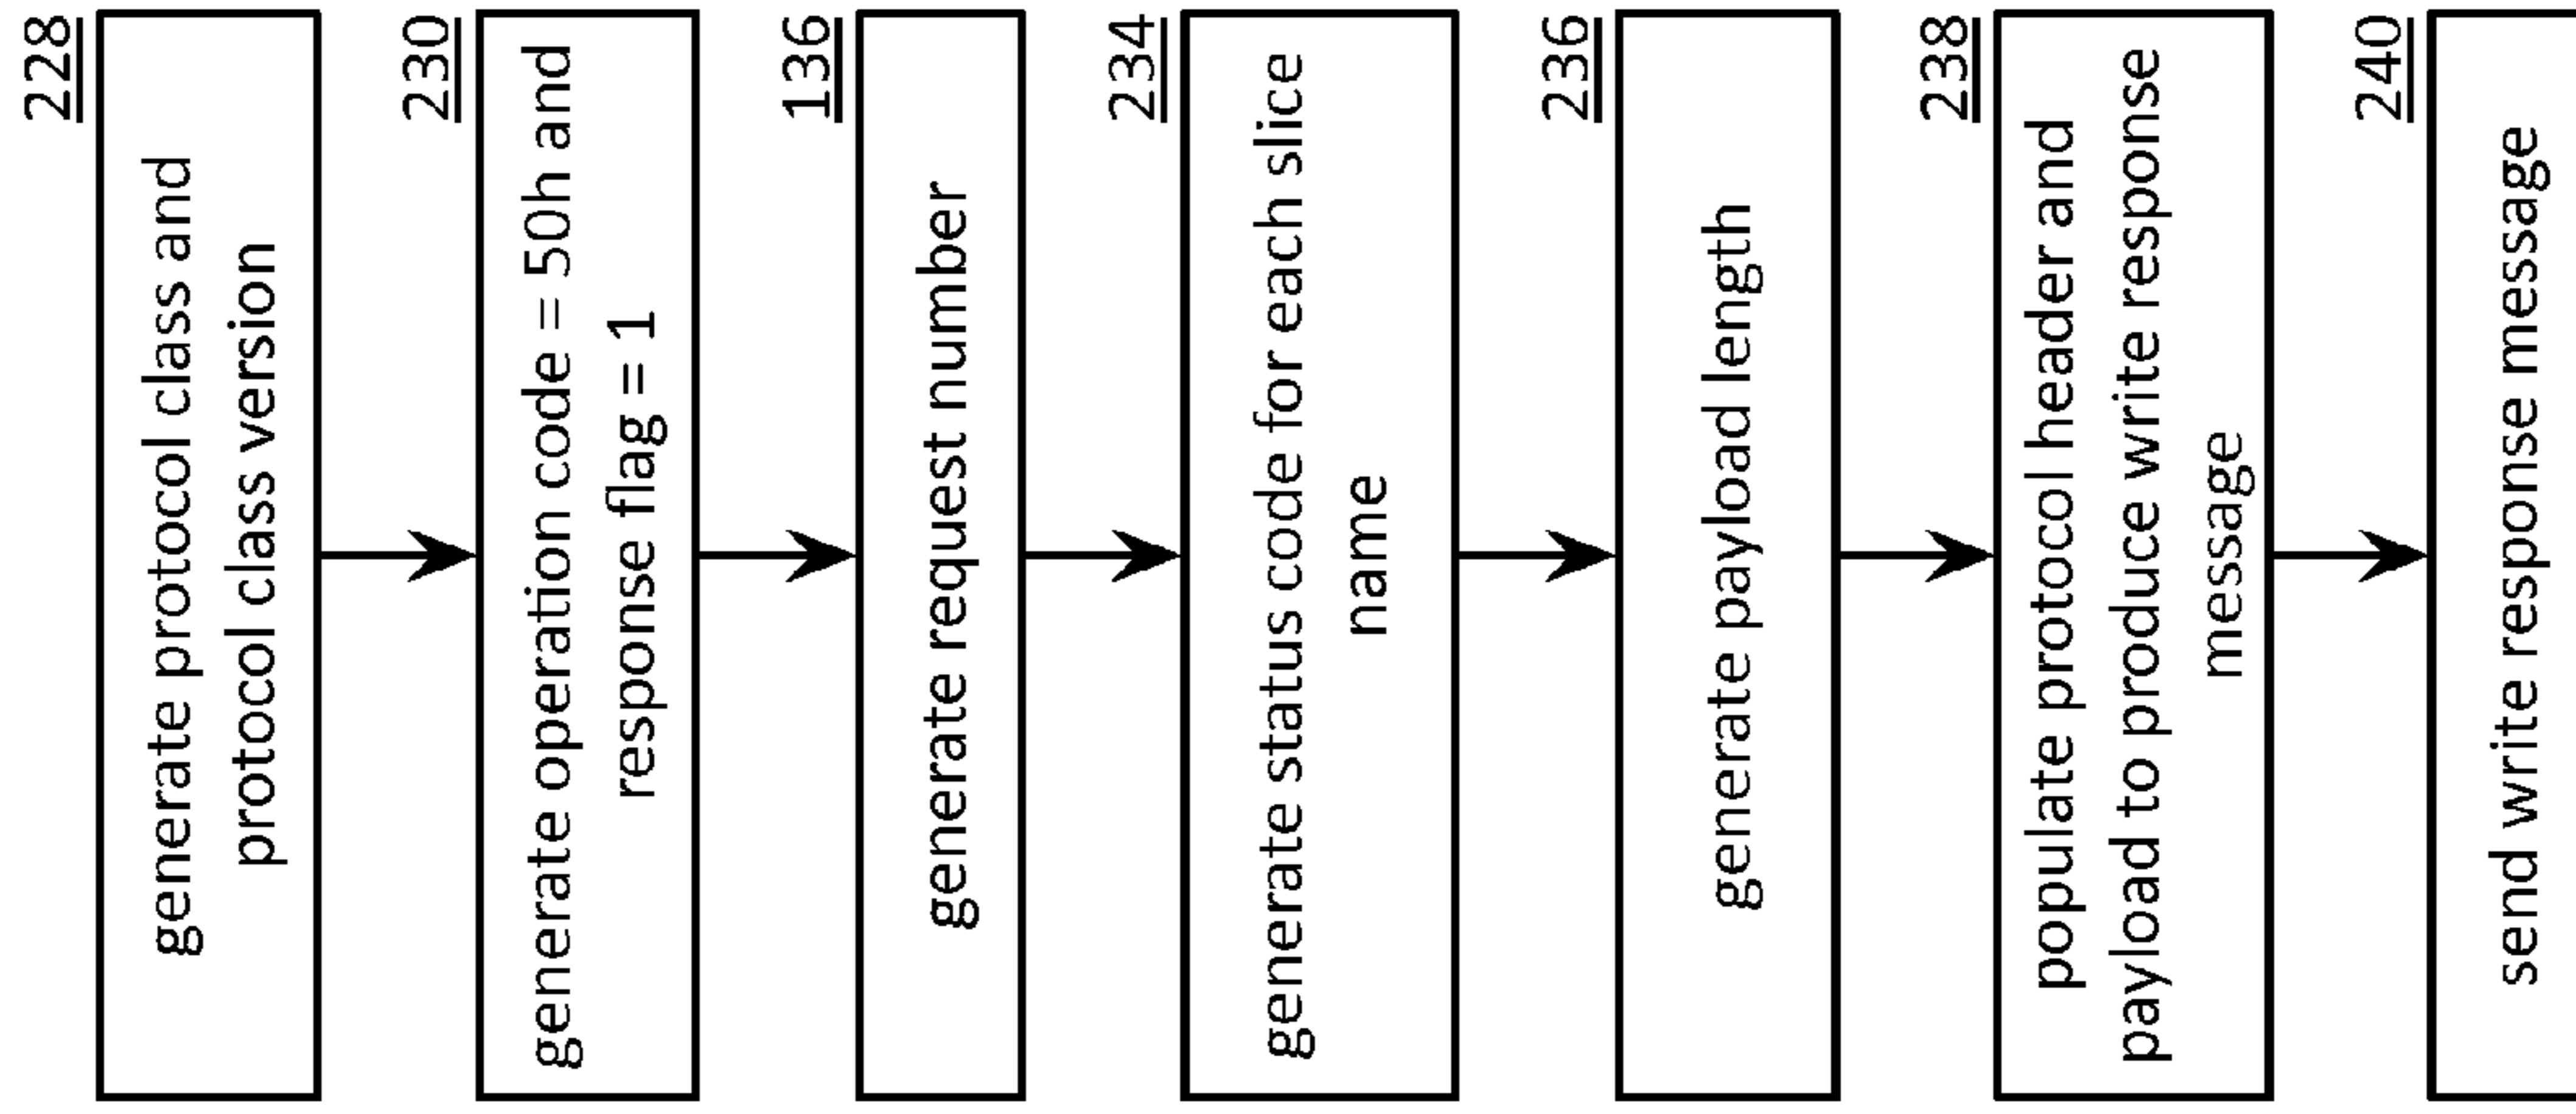 228
generate protocol class and
protocol class version
230
generate operation code = 50h and
response flag = 1
136
generate request number
234
generate status code for each slice
name
236
generate payload length
238
populate protocol header and
payload to produce write response
message
240
send write response message